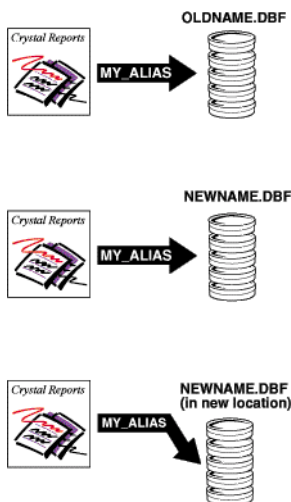 OLDNAME.DBF
Crystal Reports
MY_ALIAS
NEWNAME.DBF
Crystal Reports
MY_ALIAS
Crystal Reports
NEWNAME.DBF
(in new location)
MY_ALIAS